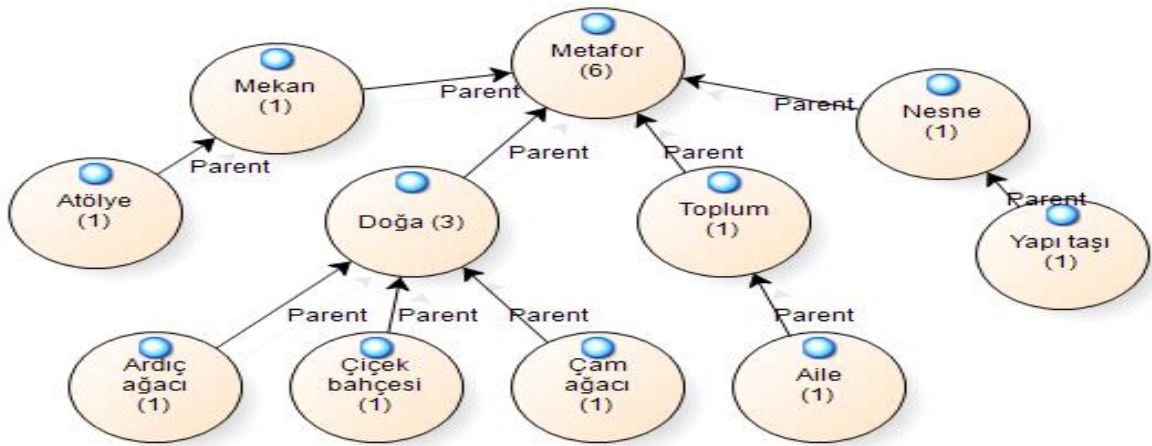 Metafor
(6)
Mekan
(1)
Parent
Parent
Nesne
(1)
Parent
Parent
Parent
Atölye
(1)
Doğa (3)
Toplum
(1)
Parent
Yapı taşı
(1)
Parent
Parent
Parent
Parent
Ardıç
ağacı
(1)
Çiçek
bahçesi
(1)
Çam
ağacı
(1)
Aile
(1)